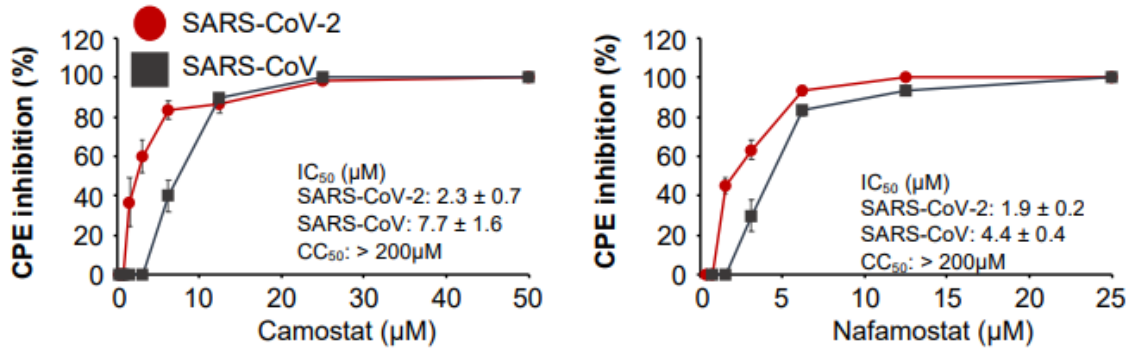 SARS-CoV-2
SARS-CoV
CPE inhibition (%)
120
100
80
60
40
20
0
IC₅₀ (µM)
SARS-CoV-2: 2.3 ± 0.7
SARS-CoV: 7.7 ± 1.6
CC₅₀: > 200µM
0 10 20 30 40 50
Camostat (µM)
CPE inhibition (%)
120
100
80
60
40
20
0
IC₅₀ (µM)
SARS-CoV-2: 1.9 ± 0.2
SARS-CoV: 4.4 ± 0.4
CC₅₀: > 200µM
0 5 10 15 20 25
Nafamostat (µM)